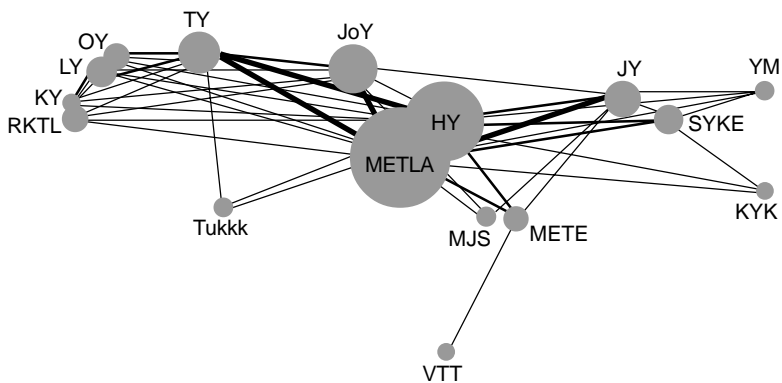 TY
JoY
OY
LY
JY
YM
KY
RKTL
HY
SYKE
METLA
Tukkk
MJS
METE
KYK
VTT